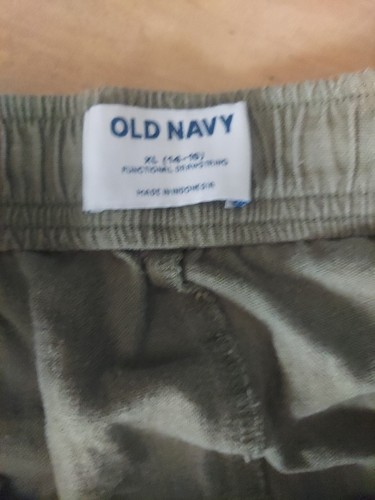 OLD NAVY
XL (14-16)
FUNCTIONAL DRAWSTRING
MADE IN INDONESIA